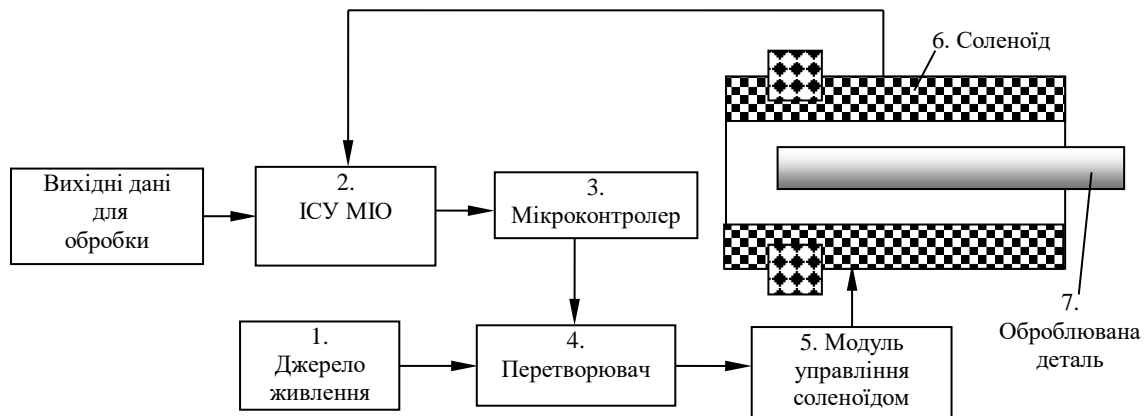 6. Соленоїд
Вихідні дані
для
обробки
2.
ІСУ МІО
3.
Мікроконтролер
1.
Джерело
живлення
4.
Перетворювач
5. Модуль
управління
соленоїдом
7.
Оброблювана
деталь